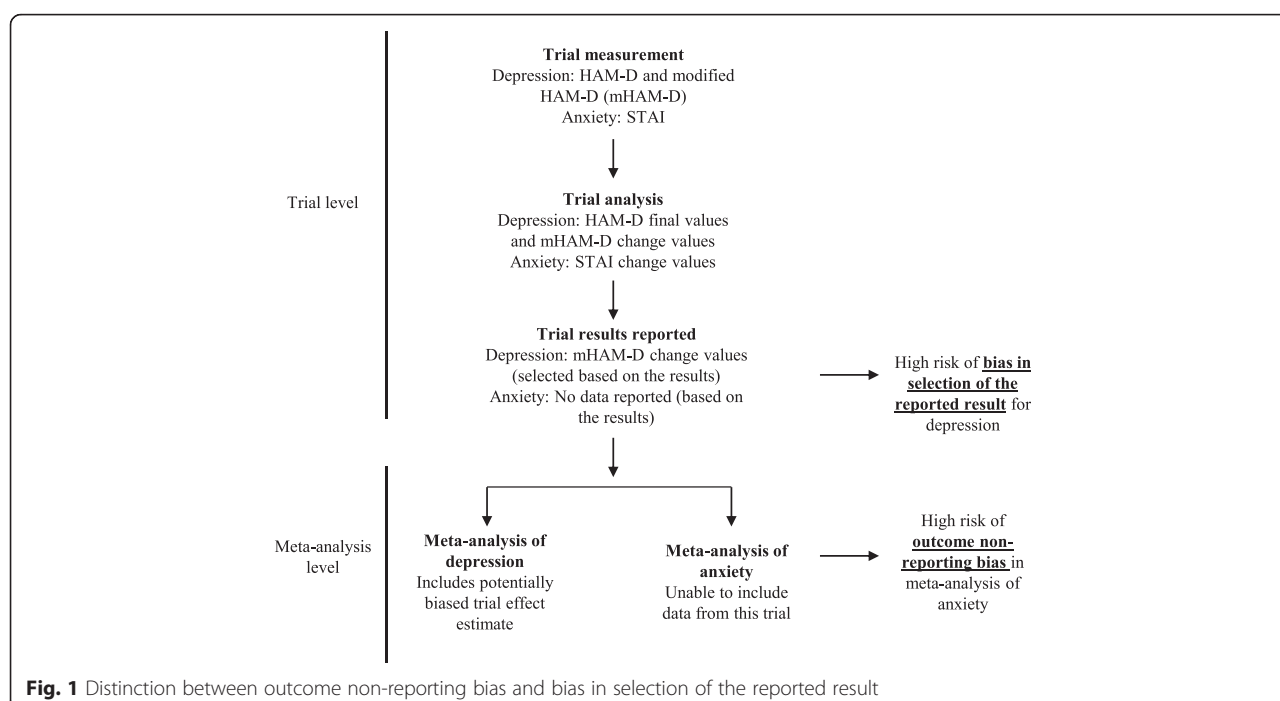 Trial measurement
Depression: HAM-D and modified
HAM-D (mHAM-D)
Anxiety: STAI
Trial level
Trial analysis
Depression: HAM-D final values
and mHAM-D change values
Anxiety: STAI change values
Trial results reported
Depression: mHAM-D change values
(selected based on the results)
Anxiety: No data reported (based on
the results)
High risk of bias in
selection of the
reported result for
depression
Meta-analysis
level
Meta-analysis of
depression
Includes potentially
biased trial effect
estimate
Meta-analysis of
anxiety
Unable to include
data from this trial
High risk of
outcome non-
reporting bias in
meta-analysis of
anxiety
Fig. 1 Distinction between outcome non-reporting bias and bias in selection of the reported result